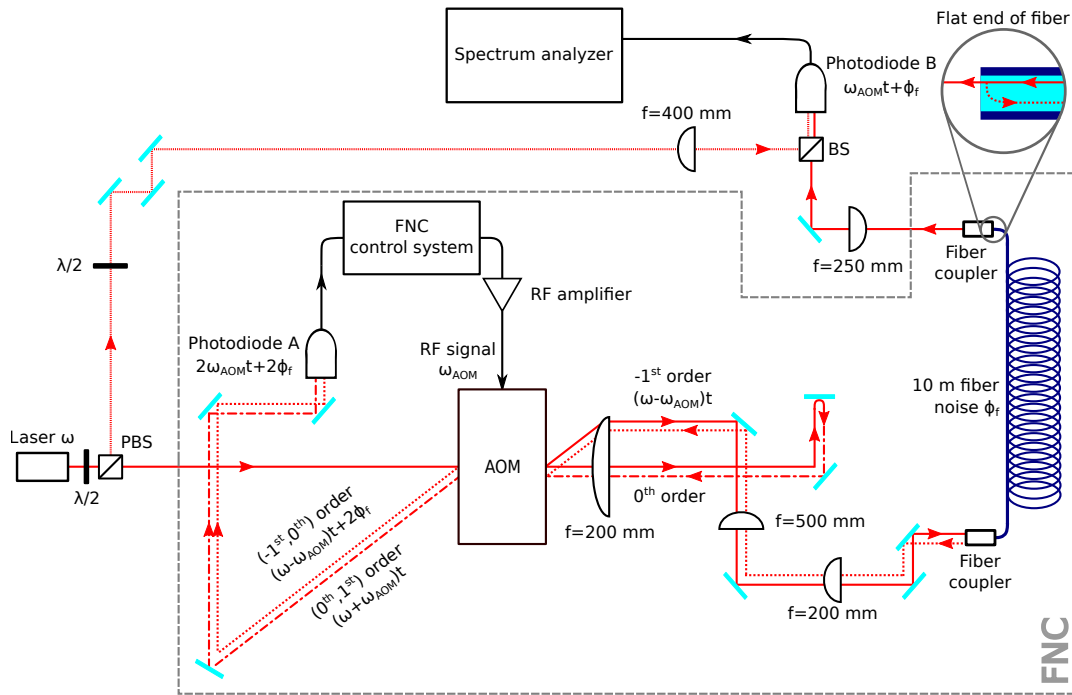 Flat end of fiber
Spectrum analyzer
Photodiode B
ω_AOM t+ϕ_f
f=400 mm
BS
FNC
control system
λ/2
f=250 mm
Fiber
coupler
RF amplifier
Photodiode A
2ω_AOM t+2ϕ_f
RF signal
ω_AOM
-1st order
(ω-ω_AOM)t
10 m fiber
noise ϕ_f
Laser ω
PBS
AOM
λ/2
0th order
(-1st,0th) order
(ω-ω_AOM)t+2ϕ_f
(0th,1st) order
(ω+ω_AOM)t
f=200 mm
f=500 mm
Fiber
coupler
f=200 mm
FNC